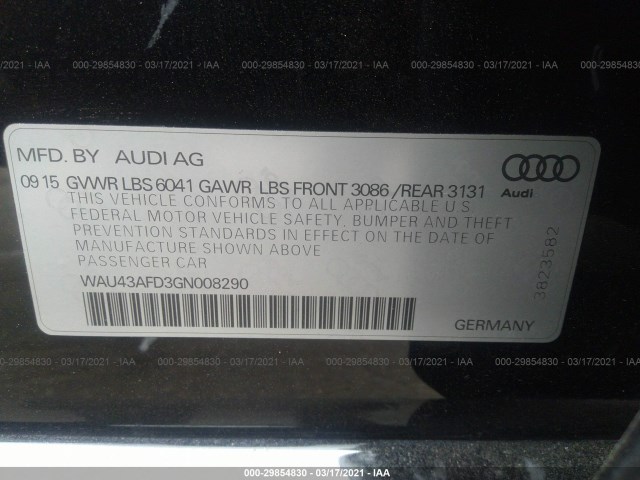 000-29854830 - 03/17/2021 - IAA
MFD. BY AUDI AG
09 15 GVWR LBS 6041 GAWR LBS FRONT 3086 / REAR 3131
THIS VEHICLE CONFORMS TO ALL APPLICABLE U S
FEDERAL MOTOR VEHICLE SAFETY, BUMPER AND THEFT
PREVENTION STANDARDS IN EFFECT ON THE DATE OF
MANUFACTURE SHOWN ABOVE
PASSENGER CAR
WAU43AFD3GN008290
Audi
3823582
GERMANY
000-29854830 - 03/17/2021 - IAA